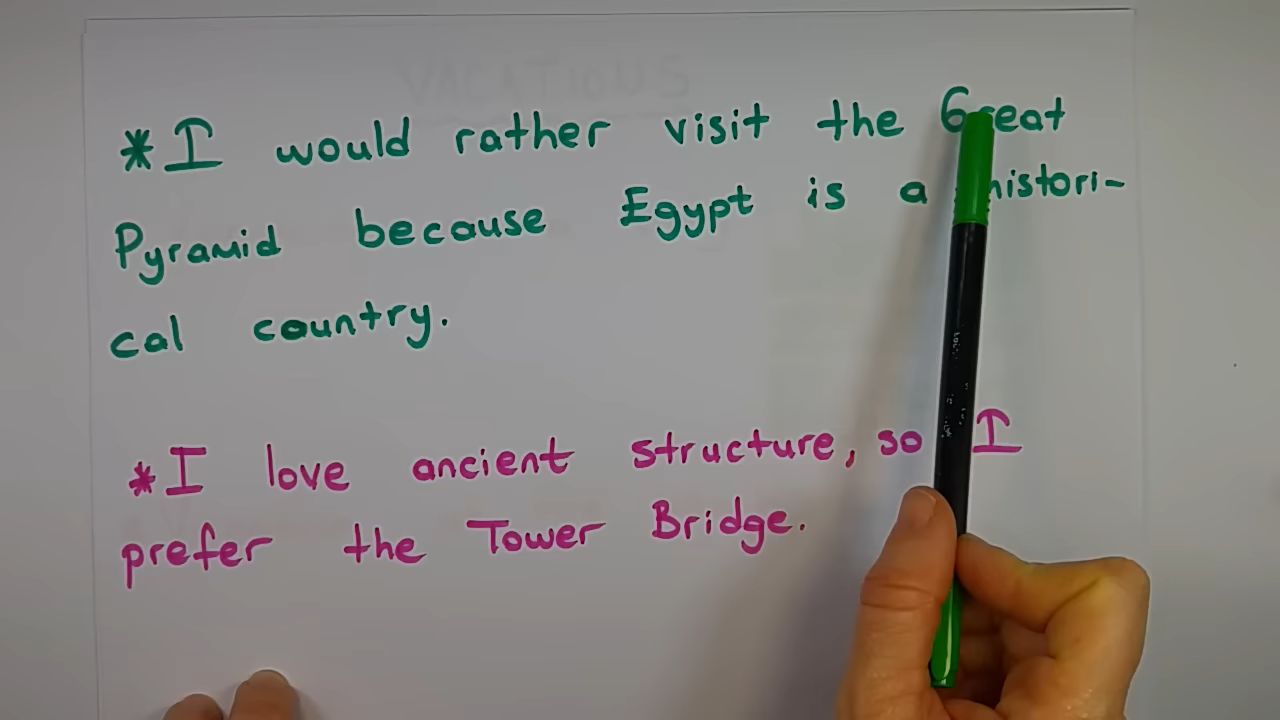 VACATIONS
*I would rather visit the Great
Pyramid because Egypt is a histori-
cal country.
*I love ancient structure, so I
prefer the Tower Bridge.